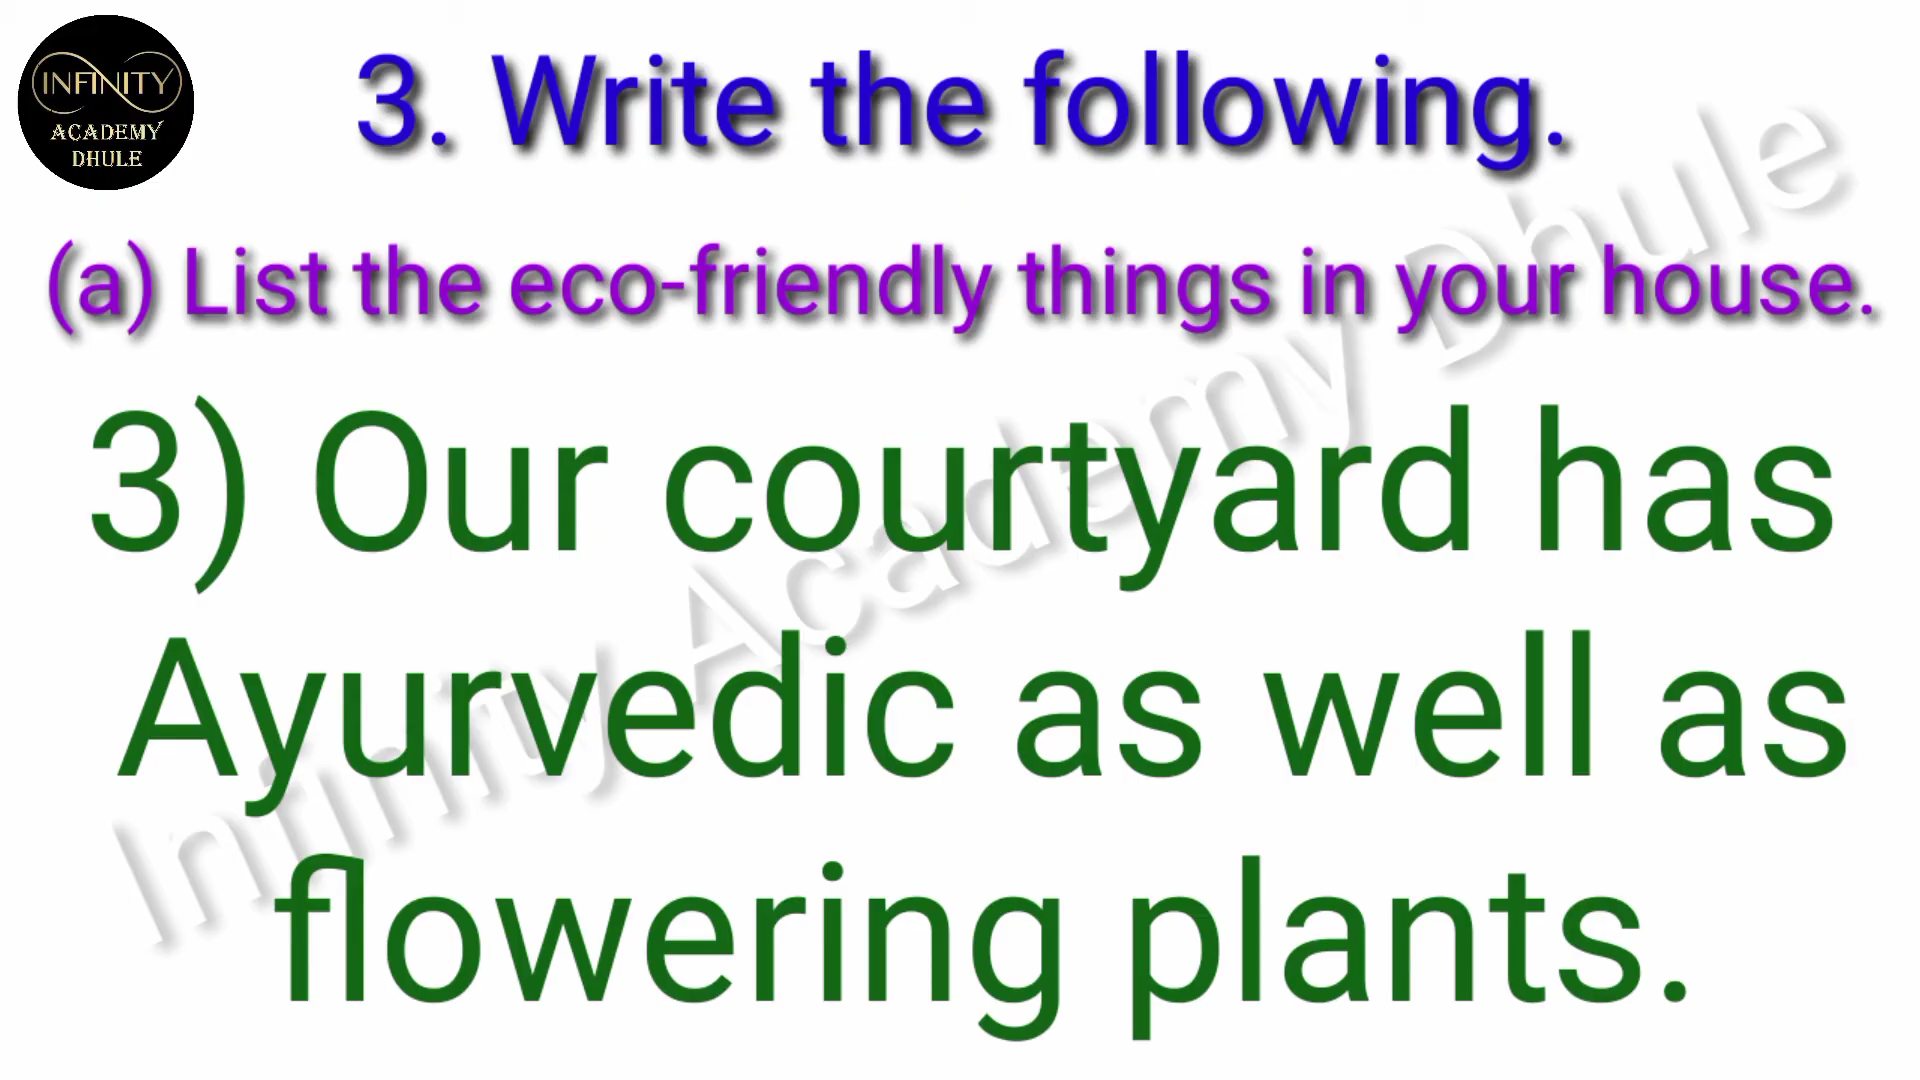 INFINITY
ACADEMY
DHULE
3. Write the following.
(a) List the eco-friendly things in your house.
3) Our courtyard has
Ayurvedic as well as
flowering plants.
Infinity Academy Dhule